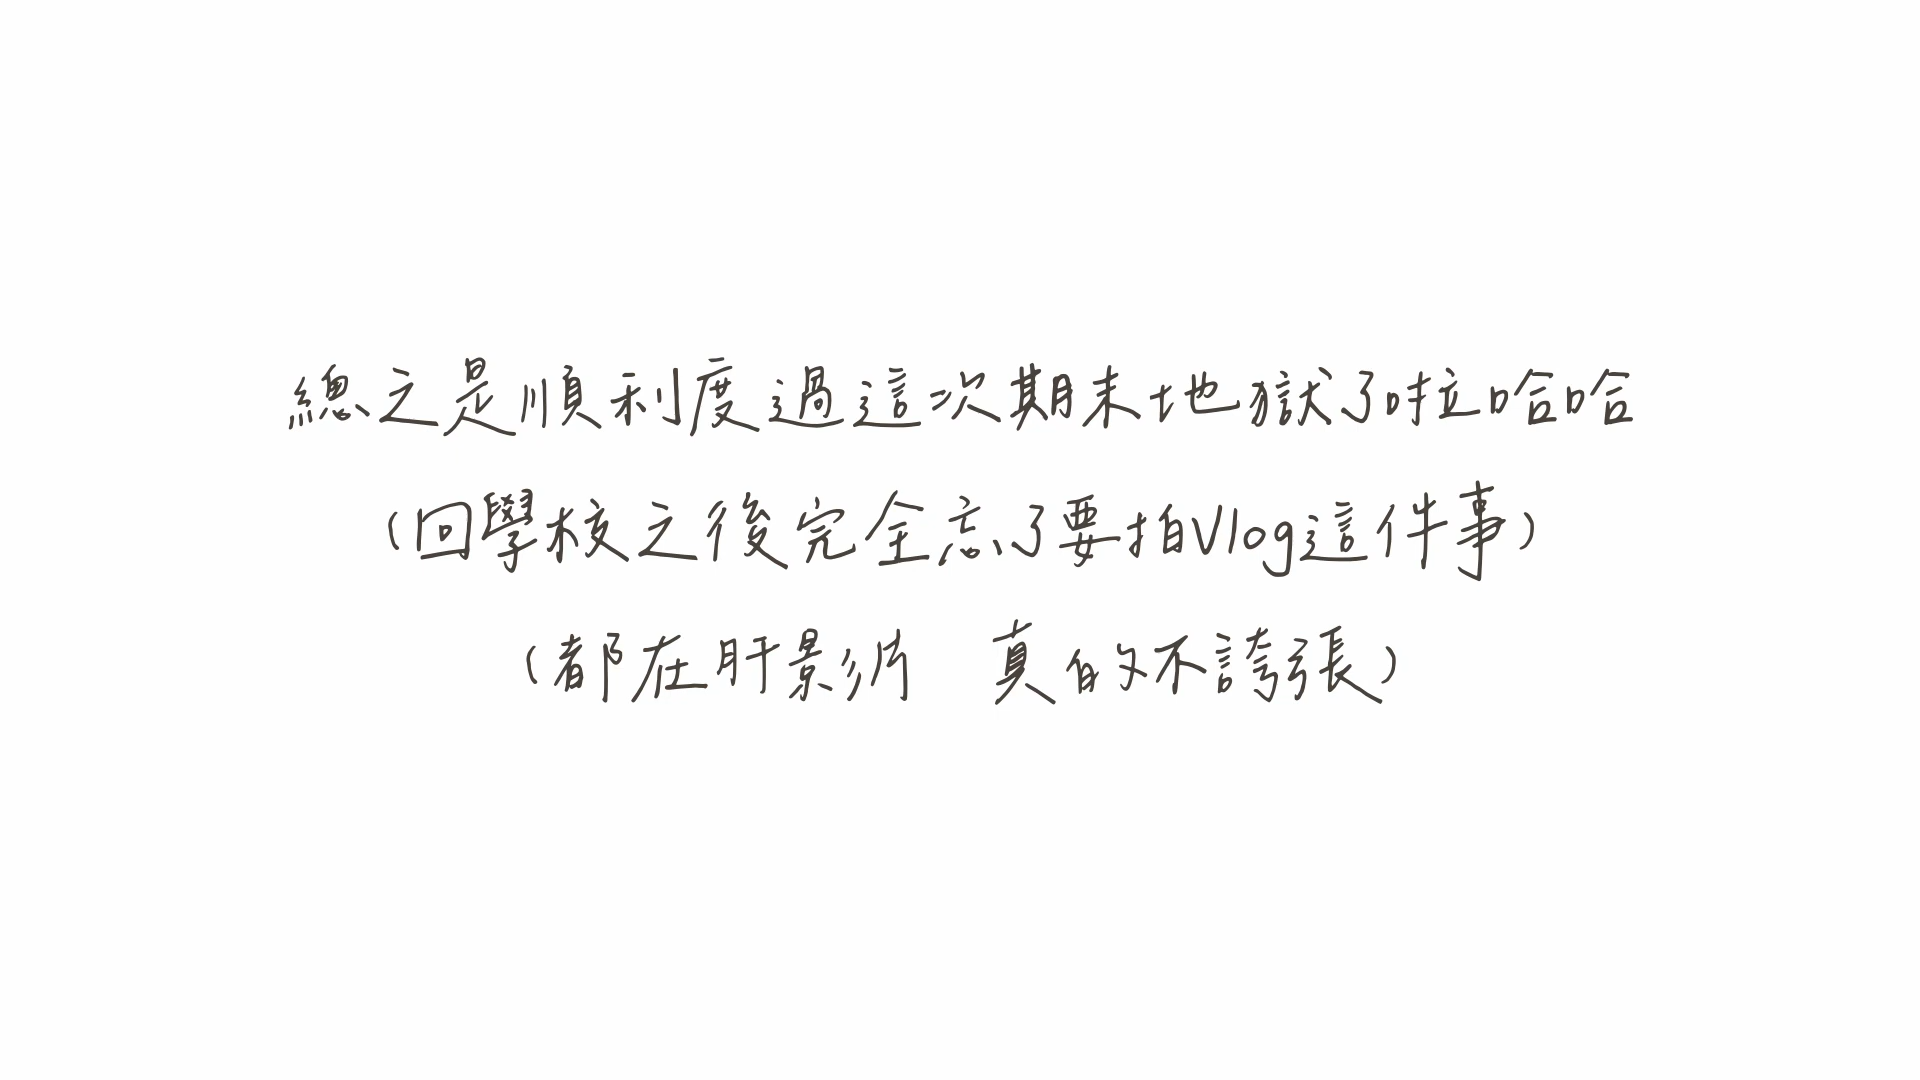 總之是順利度過這次期末地獄了啦哈哈
(回學校之後完全忘了要拍Vlog這件事)
(都在肝影片　真的不誇張)